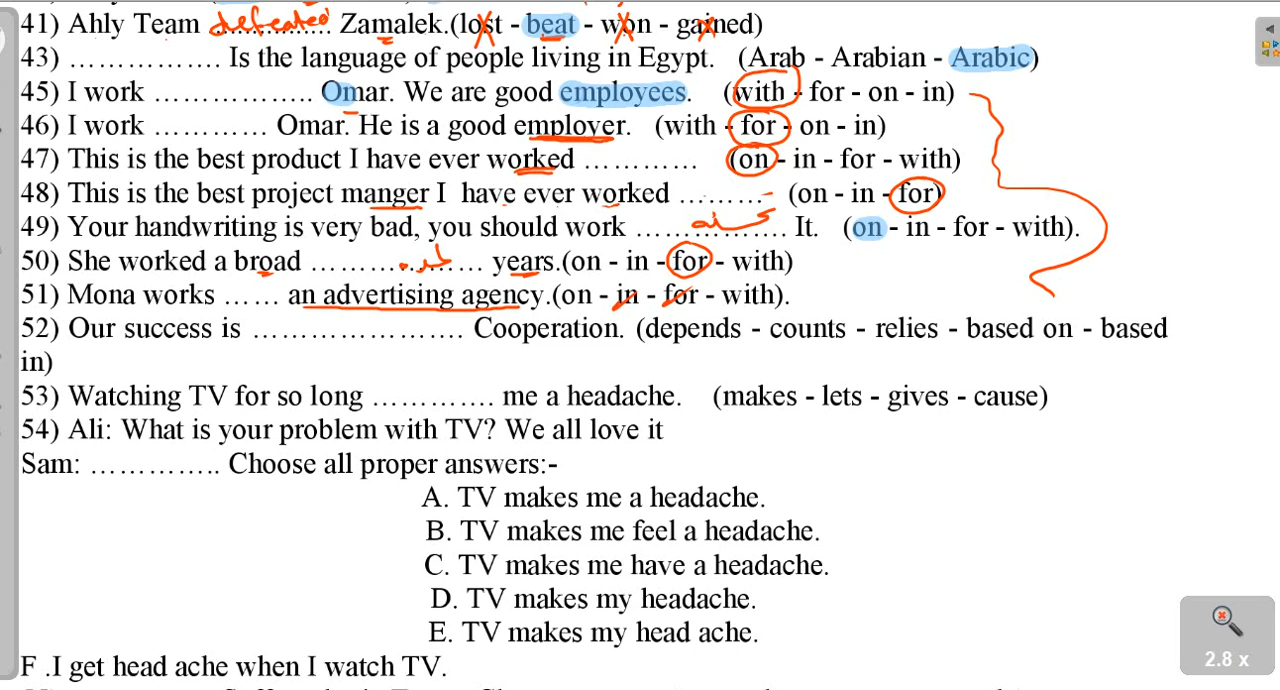 41) Ahly Team defeated Zamalek.(lost - beat - won - gained)
43) …………… Is the language of people living in Egypt. (Arab - Arabian - Arabic)
45) I work …………….. Omar. We are good employees. (with - for - on - in)
46) I work ………… Omar. He is a good employer. (with - for - on - in)
47) This is the best product I have ever worked ………… (on - in - for - with)
48) This is the best project manger I have ever worked ........ (on - in - for)
49) Your handwriting is very bad, you should work …………… It. (on - in - for - with).
50) She worked a broad …………… years.(on - in - for - with)
51) Mona works …… an advertising agency.(on - in - for - with).
52) Our success is …………………. Cooperation. (depends - counts - relies - based on - based
in)
53) Watching TV for so long …………. me a headache. (makes - lets - gives - cause)
54) Ali: What is your problem with TV? We all love it
Sam: ………….. Choose all proper answers:-
A. TV makes me a headache.
B. TV makes me feel a headache.
C. TV makes me have a headache.
D. TV makes my headache.
E. TV makes my head ache.
F .I get head ache when I watch TV.
2.8 x